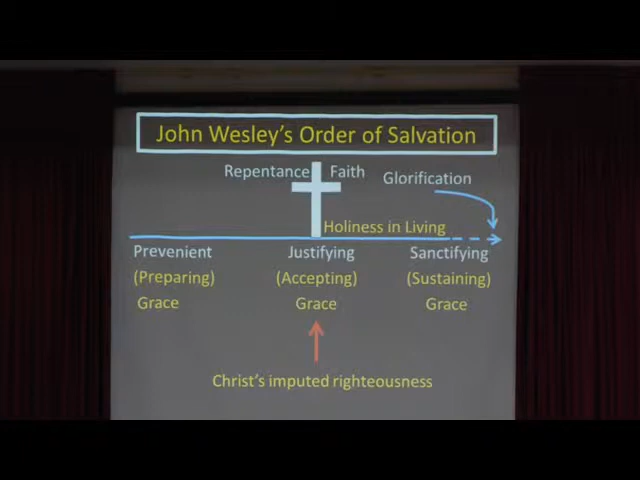 John Wesley's Order of Salvation
Repentance Faith Glorification
Holiness in Living
Prevenient Justifying Sanctifying
(Preparing) (Accepting) (Sustaining)
Grace Grace Grace
Christ's imputed righteousness